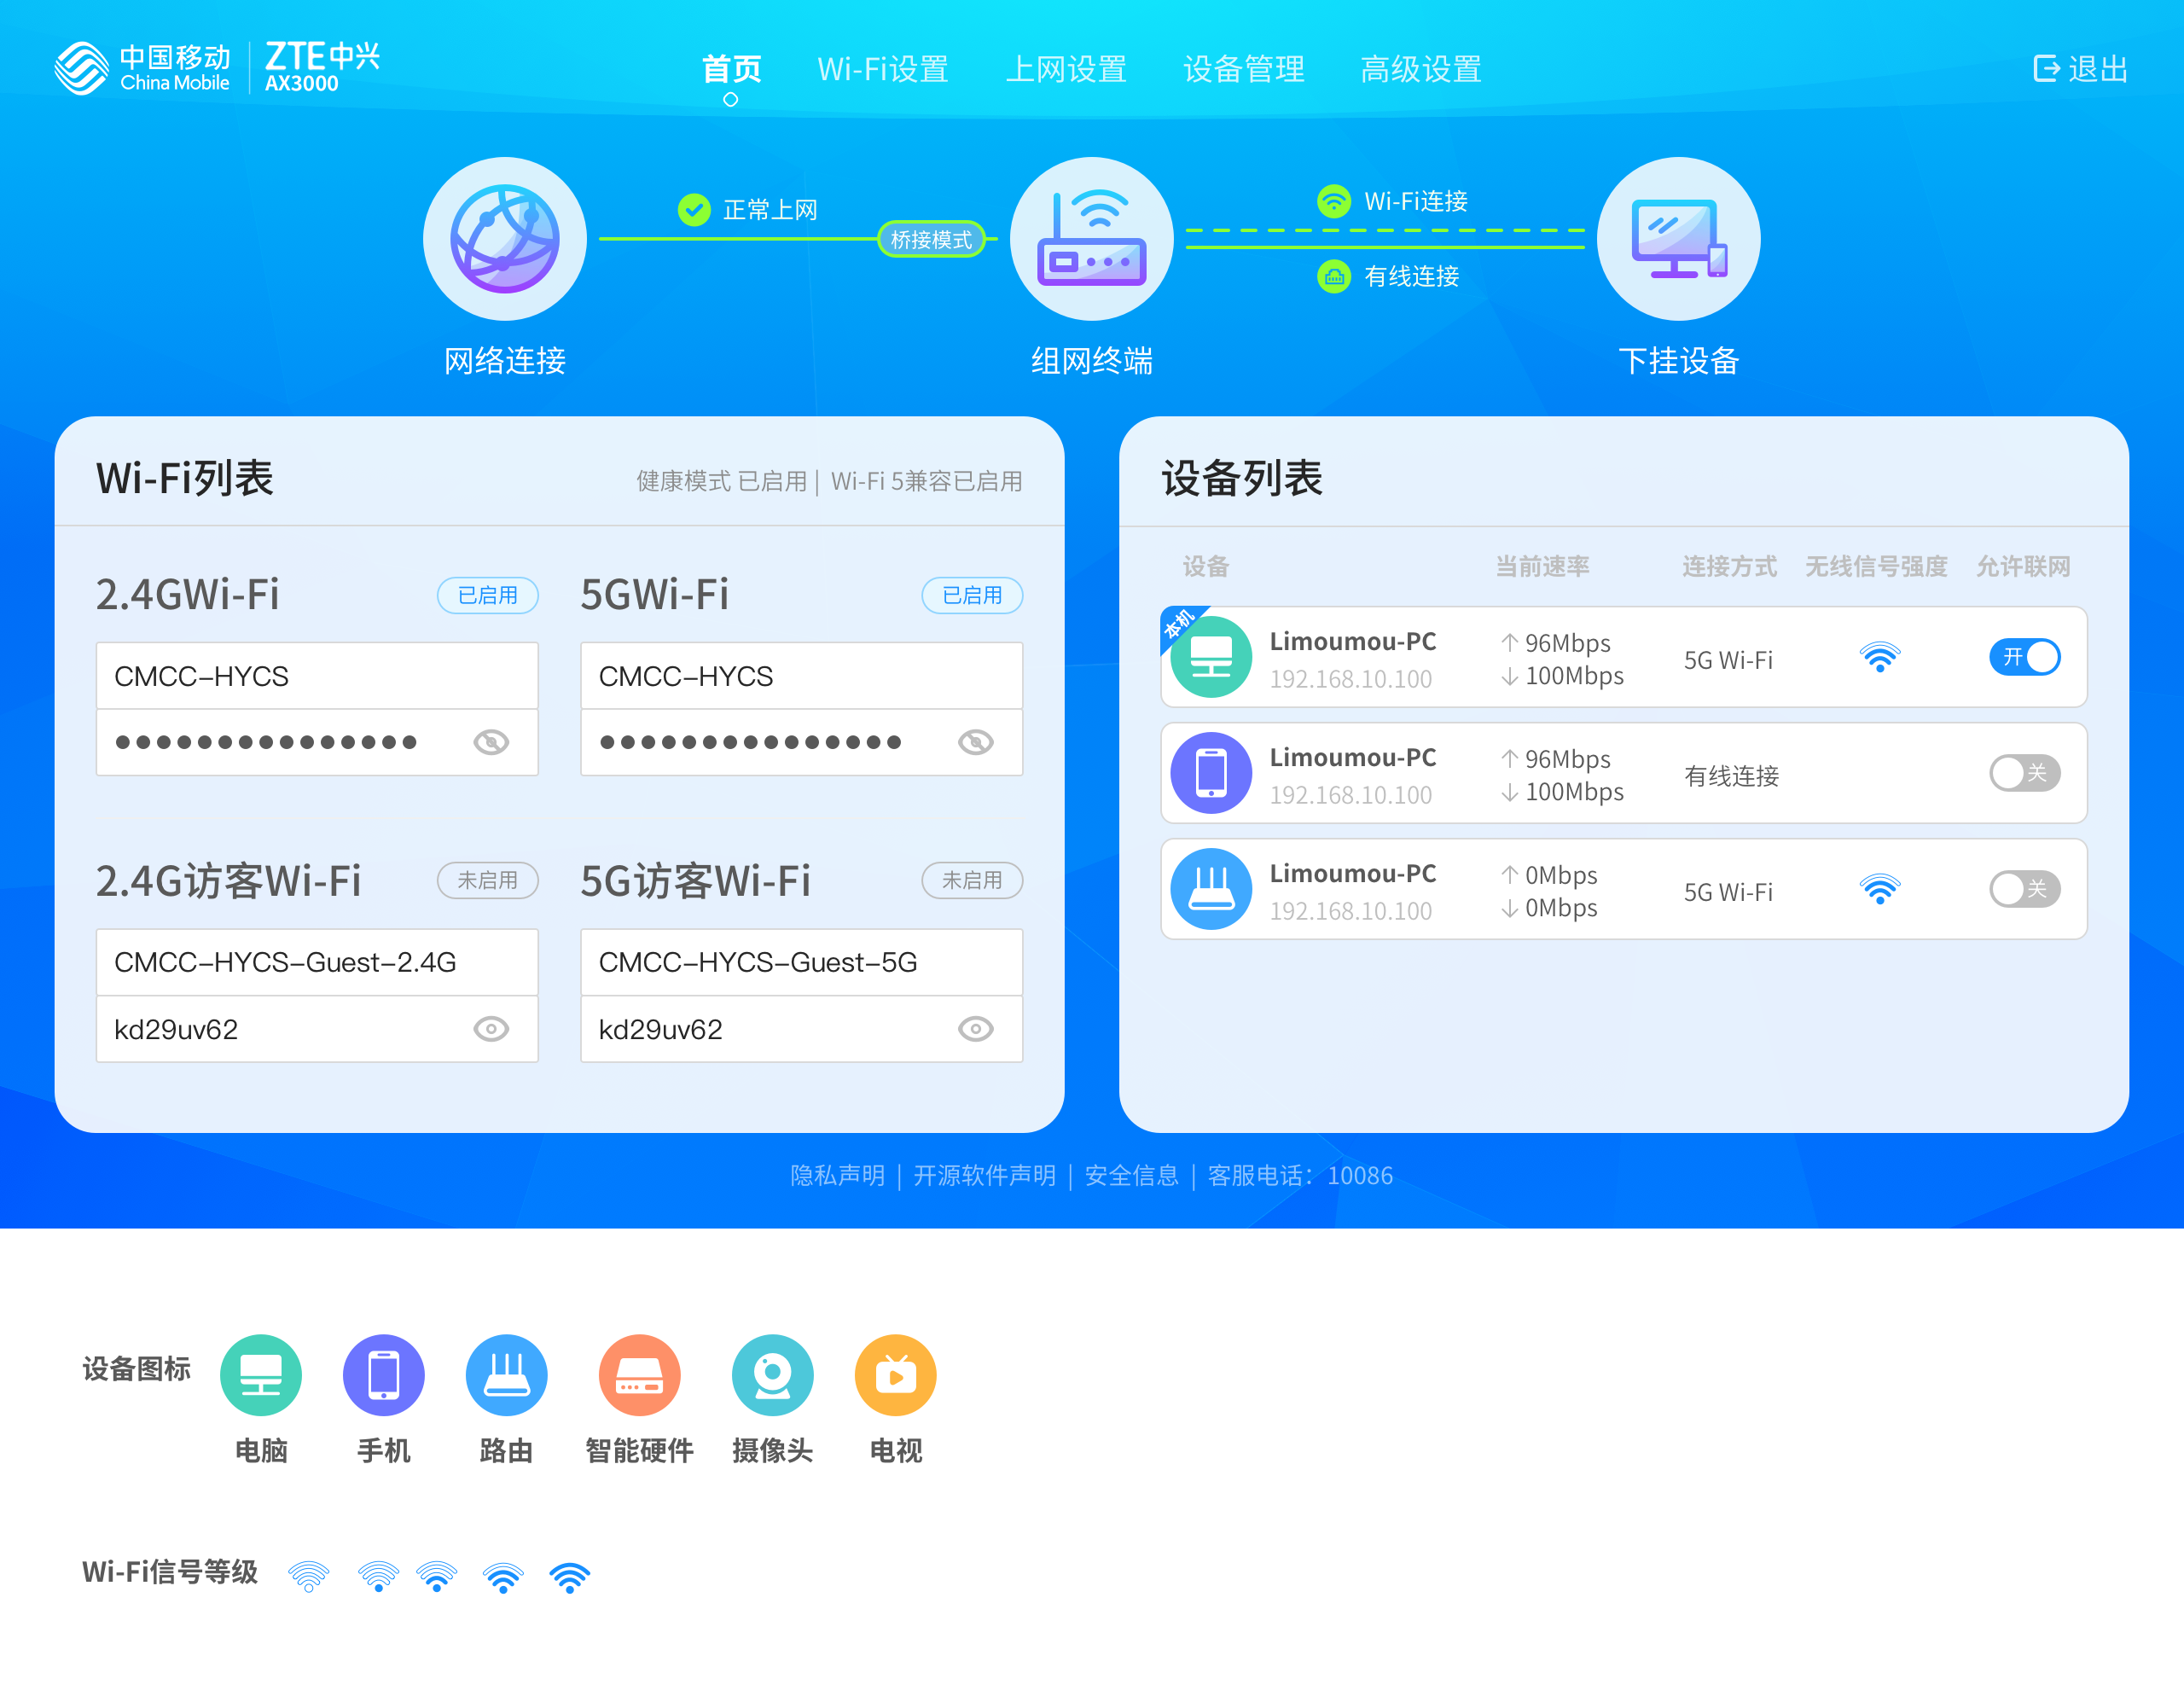 中国移动
China Mobile
ZTE中兴
AX3000
首页
Wi-Fi设置
上网设置
设备管理
高级设置
退出
正常上网
桥接模式
Wi-Fi连接
有线连接
网络连接
组网终端
下挂设备
Wi-Fi列表
健康模式 已启用 | Wi-Fi 5兼容已启用
2.4GWi-Fi
已启用
5GWi-Fi
已启用
CMCC-HYCS
CMCC-HYCS
2.4G访客Wi-Fi
未启用
5G访客Wi-Fi
未启用
CMCC-HYCS-Guest-2.4G
CMCC-HYCS-Guest-5G
kd29uv62
kd29uv62
设备列表
设备
当前速率
连接方式
无线信号强度
允许联网
本机
Limoumou-PC
192.168.10.100
96Mbps
100Mbps
5G Wi-Fi
开
Limoumou-PC
192.168.10.100
96Mbps
100Mbps
有线连接
关
Limoumou-PC
192.168.10.100
0Mbps
0Mbps
5G Wi-Fi
关
隐私声明 | 开源软件声明 | 安全信息 | 客服电话：10086
设备图标
电脑
手机
路由
智能硬件
摄像头
电视
Wi-Fi信号等级